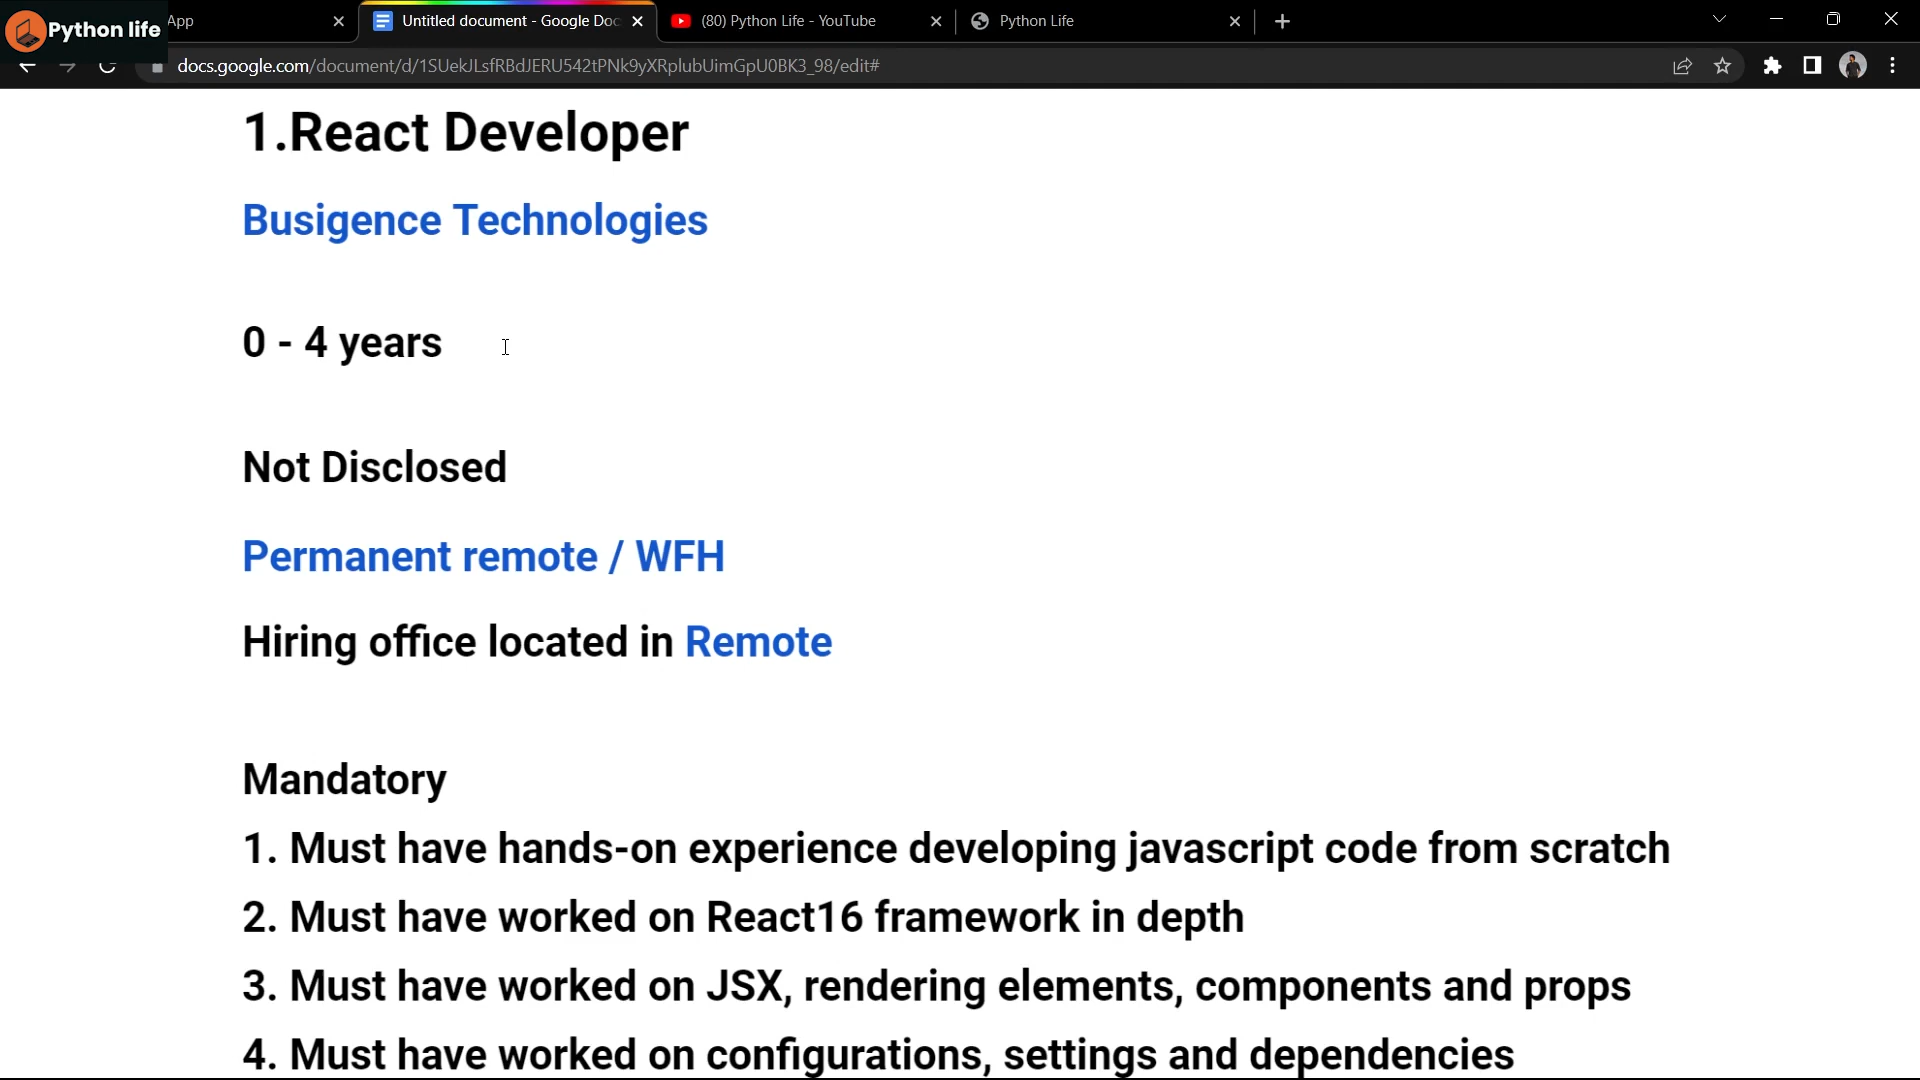 Python life
App
Untitled document - Google Doc
(80) Python Life - YouTube
Python Life
docs.google.com/document/d/1SUekJLsfRBdJERU542tPNk9yXRplubUimGpU0BK3_98/edit#
1.React Developer
Busigence Technologies
0 - 4 years
Not Disclosed
Permanent remote / WFH
Hiring office located in Remote
Mandatory
1. Must have hands-on experience developing javascript code from scratch
2. Must have worked on React16 framework in depth
3. Must have worked on JSX, rendering elements, components and props
4. Must have worked on configurations, settings and dependencies